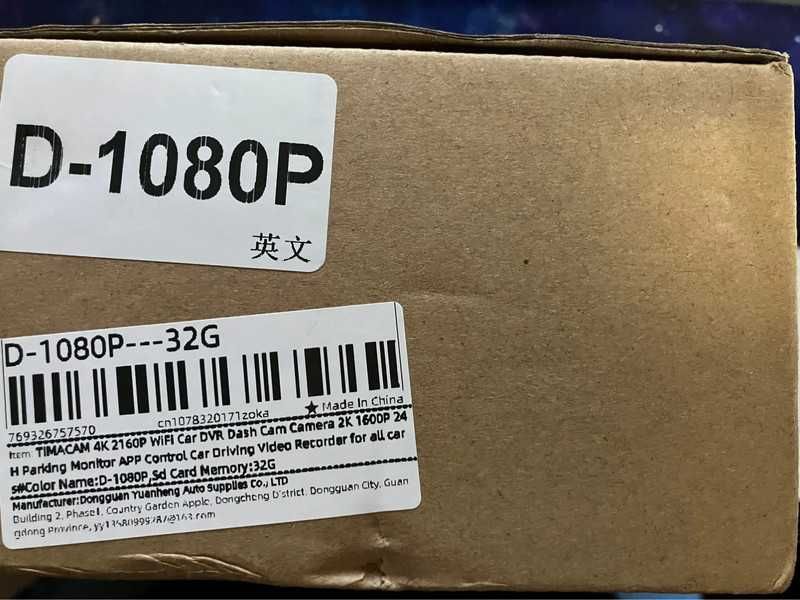 D-1080P
英文
D-1080P---32G
769326757570
cn1078320171zoka
★ Made In China
Item: TIMACAM 4K 2160P WiFi Car DVR Dash Cam Camera 2K 1600P 24
H Parking Monitor APP Control Car Driving Video Recorder for all car
s#Color Name:D-1080P,Sd Card Memory:32G
Manufacturer:Dongguan Yuanheng Auto Supplies Co., LTD
Building 2, Phase1, Country Garden Apple, Dongcheng District, Dongguan City, Guan
gdong Province,